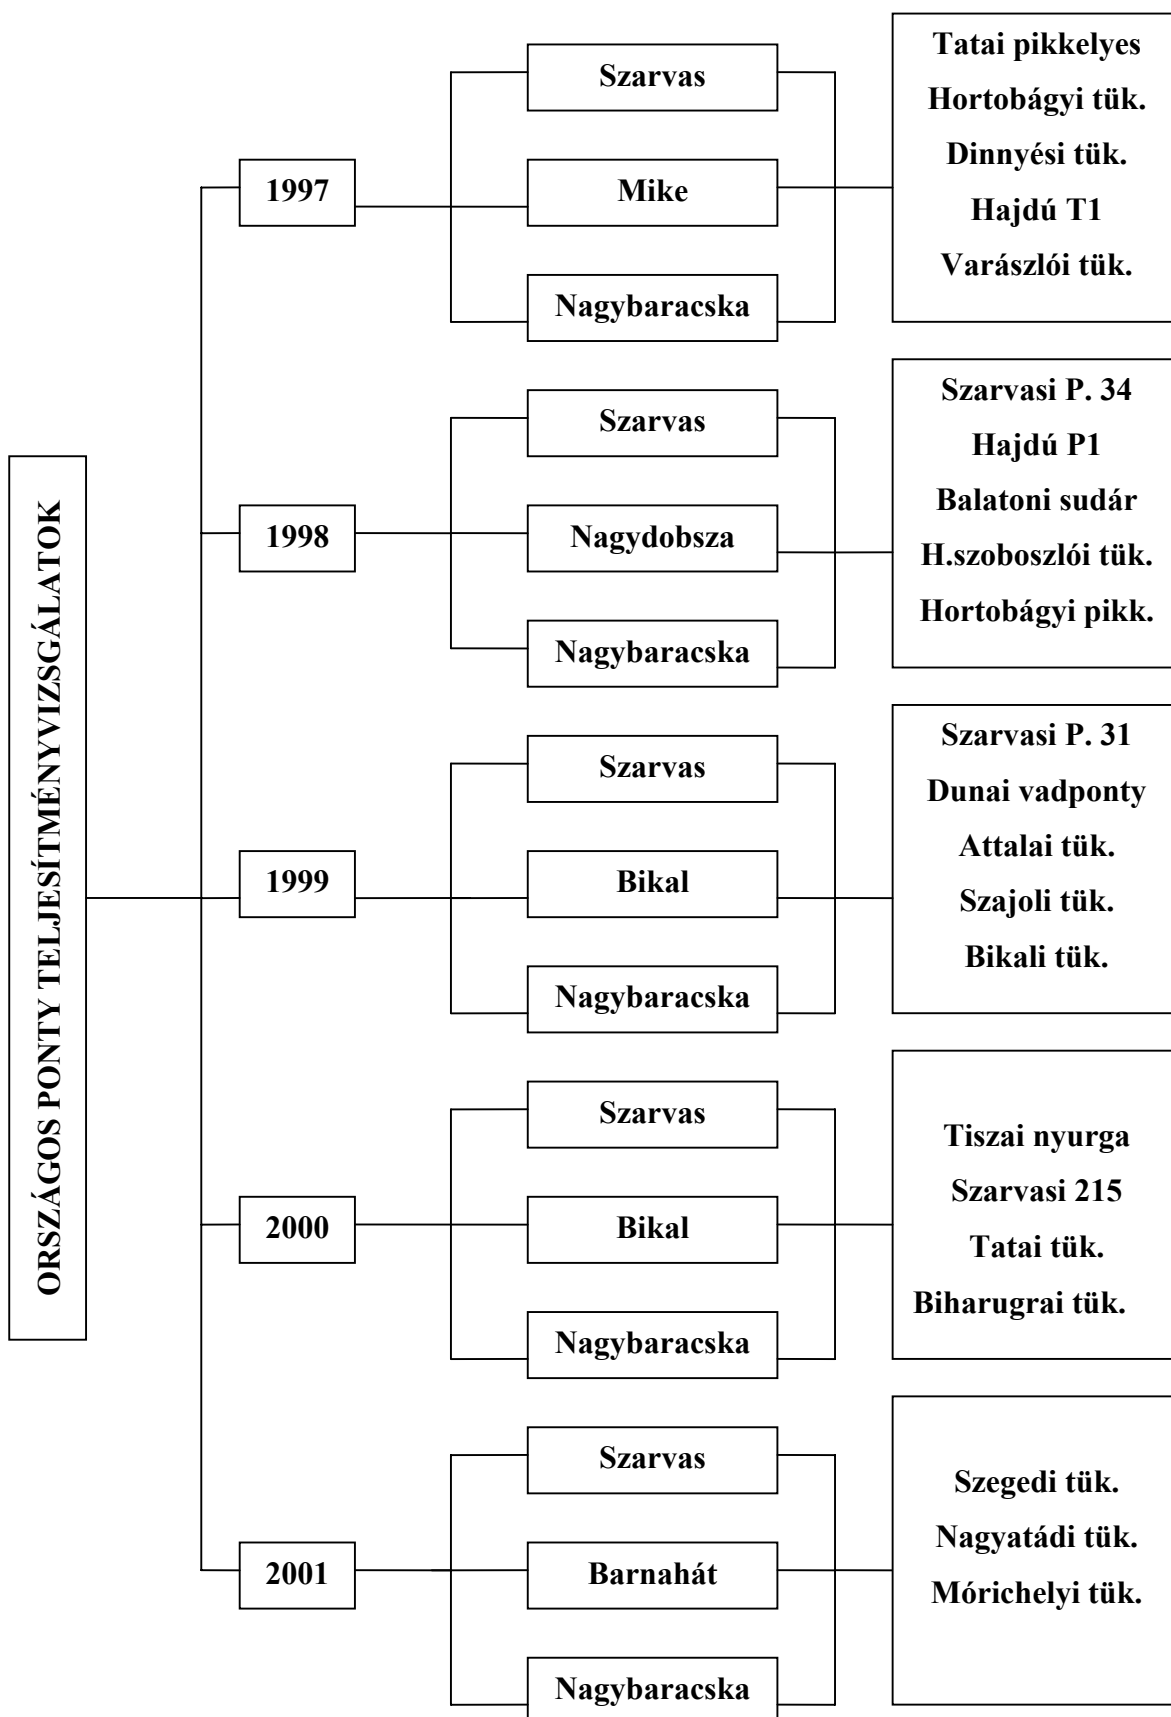 ORSZÁGOS PONTY TELJESÍTMÉNYVIZSGÁLATOK
1997
Szarvas
Mike
Nagybaracska
Tatai pikkelyes
Hortobágyi tük.
Dinnyési tük.
Hajdú T1
Varászlói tük.
1998
Szarvas
Nagydobsza
Nagybaracska
Szarvasi P. 34
Hajdú P1
Balatoni sudár
H.szoboszlói tük.
Hortobágyi pikk.
1999
Szarvas
Bikal
Nagybaracska
Szarvasi P. 31
Dunai vadponty
Attalai tük.
Szajoli tük.
Bikali tük.
2000
Szarvas
Bikal
Nagybaracska
Tiszai nyurga
Szarvasi 215
Tatai tük.
Biharugrai tük.
2001
Szarvas
Barnahát
Nagybaracska
Szegedi tük.
Nagyatádi tük.
Mórichelyi tük.